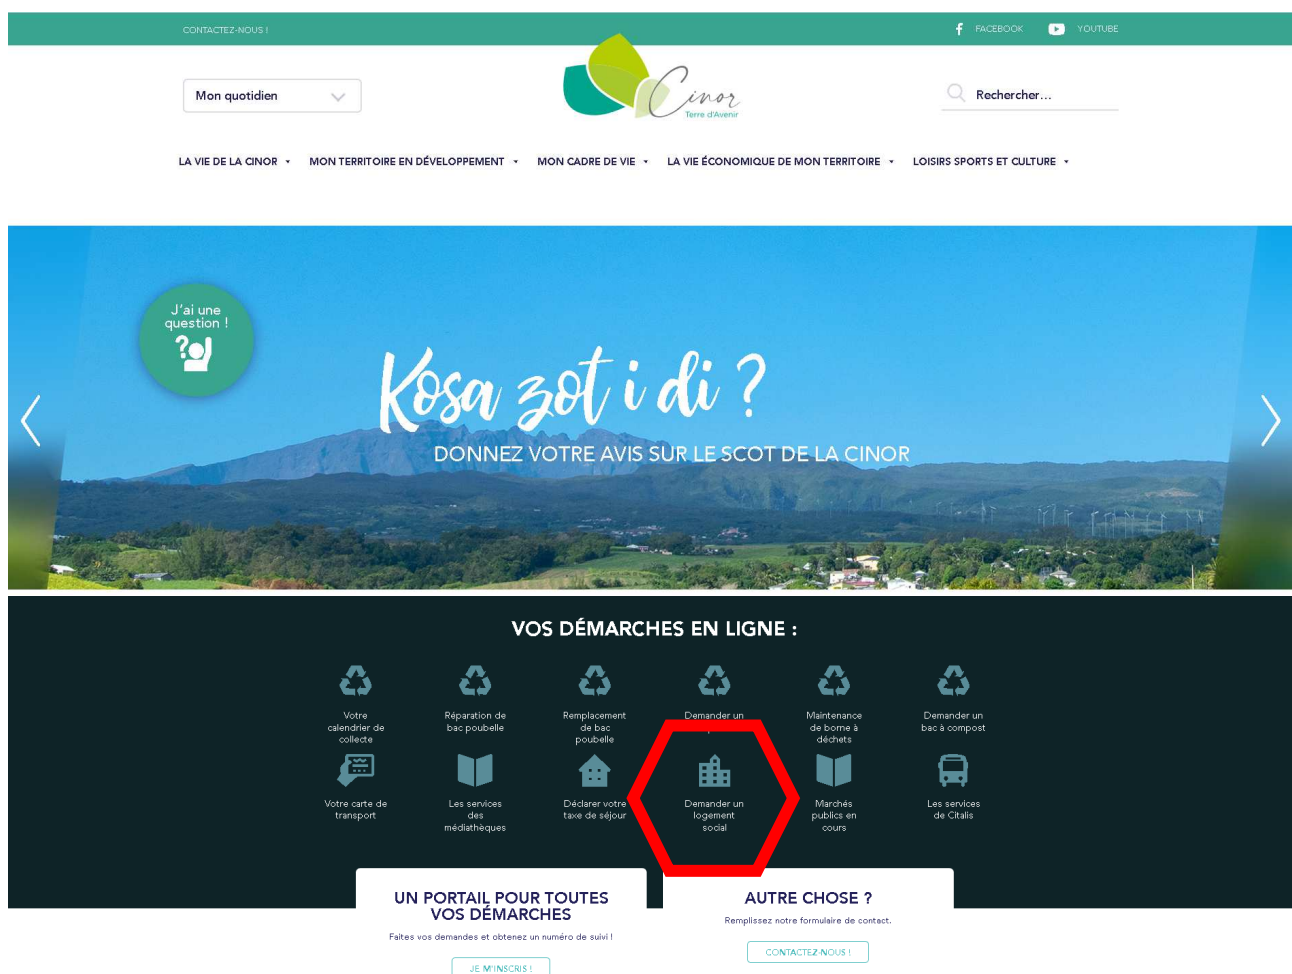 CONTACTEZ-NOUS !
FACEBOOK
YOUTUBE
Mon quotidien
Cinor
Terre d'Avenir
Rechercher...
LA VIE DE LA CINOR
MON TERRITOIRE EN DÉVELOPPEMENT
MON CADRE DE VIE
LA VIE ÉCONOMIQUE DE MON TERRITOIRE
LOISIRS SPORTS ET CULTURE
J'ai une
question !
Kosa zot i di ?
DONNEZ VOTRE AVIS SUR LE SCOT DE LA CINOR
VOS DÉMARCHES EN LIGNE :
Votre
calendrier de
collecte
Réparation de
bac poubelle
Remplacement
de bac
poubelle
Demander un
Maintenance
de borne à
déchets
Demander un
bac à compost
Votre carte de
transport
Les services
des
médiathèques
Déclarer votre
taxe de séjour
Demander un
logement
social
Marchés
publics en
cours
Les services
de Citalis
UN PORTAIL POUR TOUTES
VOS DÉMARCHES
Faites vos demandes et obtenez un numéro de suivi !
JE M'INSCRIS !
AUTRE CHOSE ?
Remplissez notre formulaire de contact.
CONTACTEZ-NOUS !